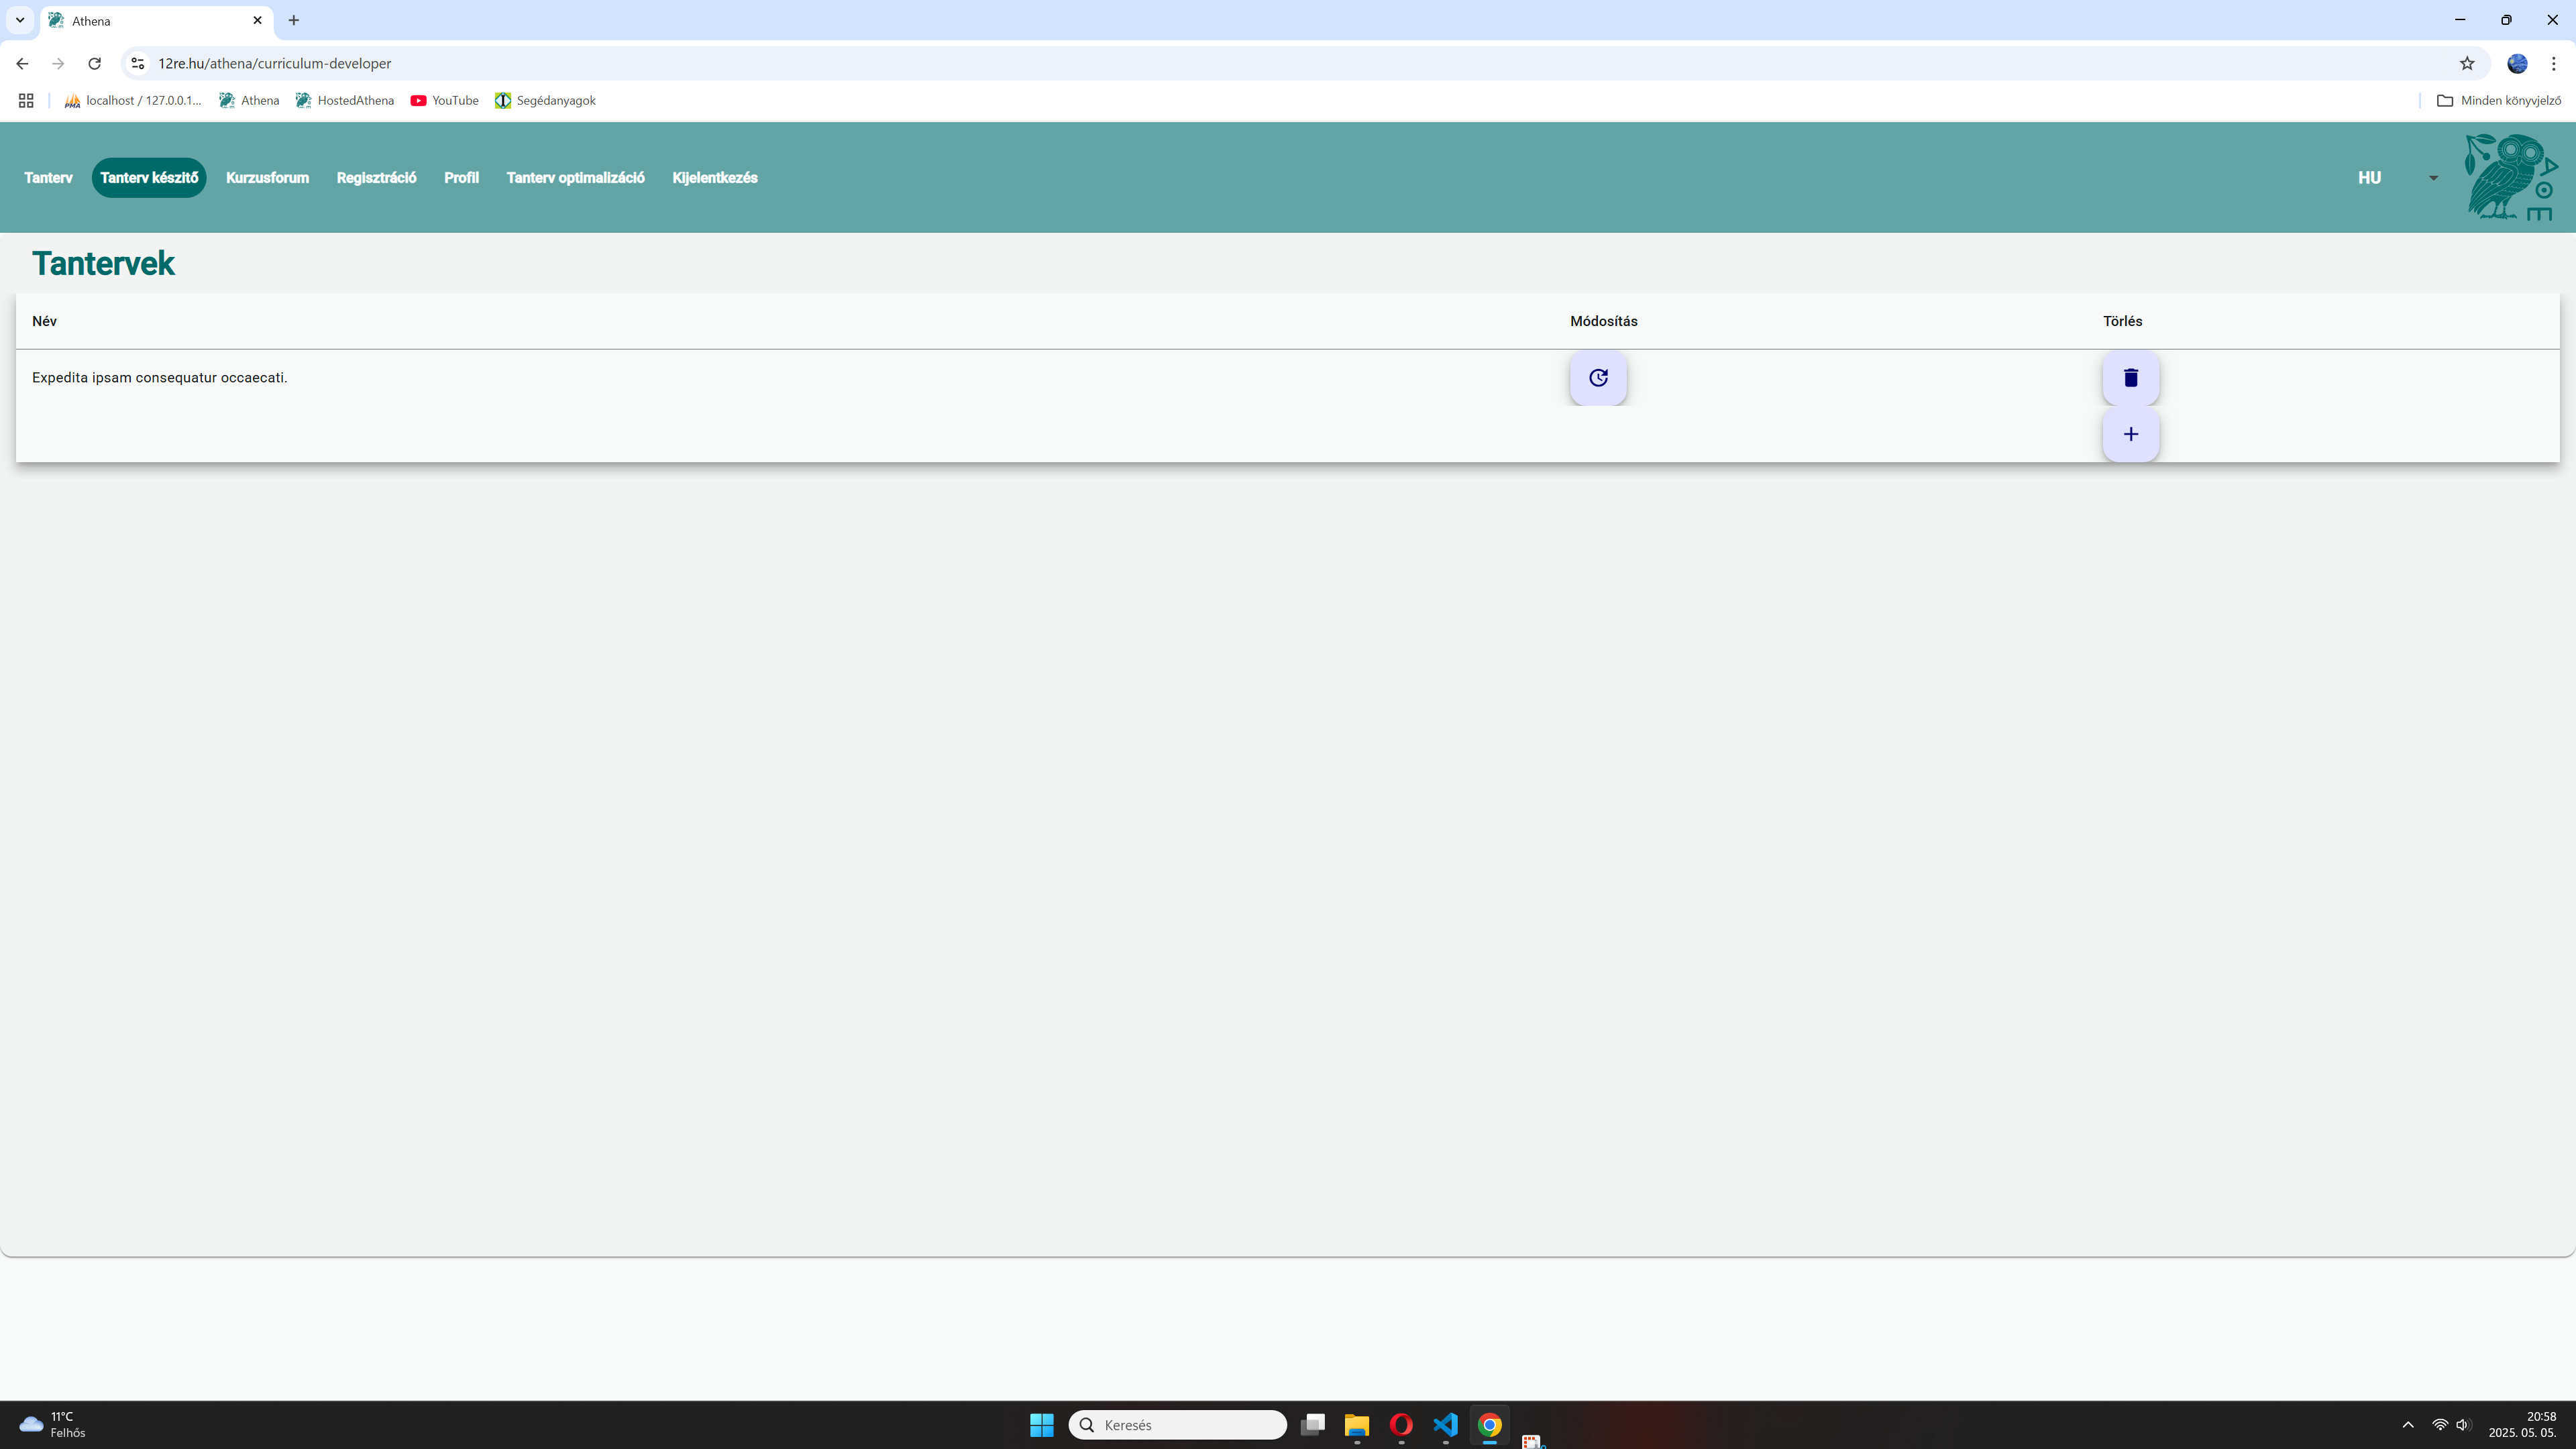 Athena
12re.hu/athena/curriculum-developer
localhost / 127.0.0.1... Athena HostedAthena YouTube Segédanyagok Minden könyvjelző
Tanterv Tanterv készítő Kurzusforum Regisztráció Profil Tanterv optimalizáció Kijelentkezés HU
AOE
Tantervek
Név Módosítás Törlés
Expedita ipsam consequatur occaecati.
11°C
Felhős
Keresés
20:58
2025. 05. 05.